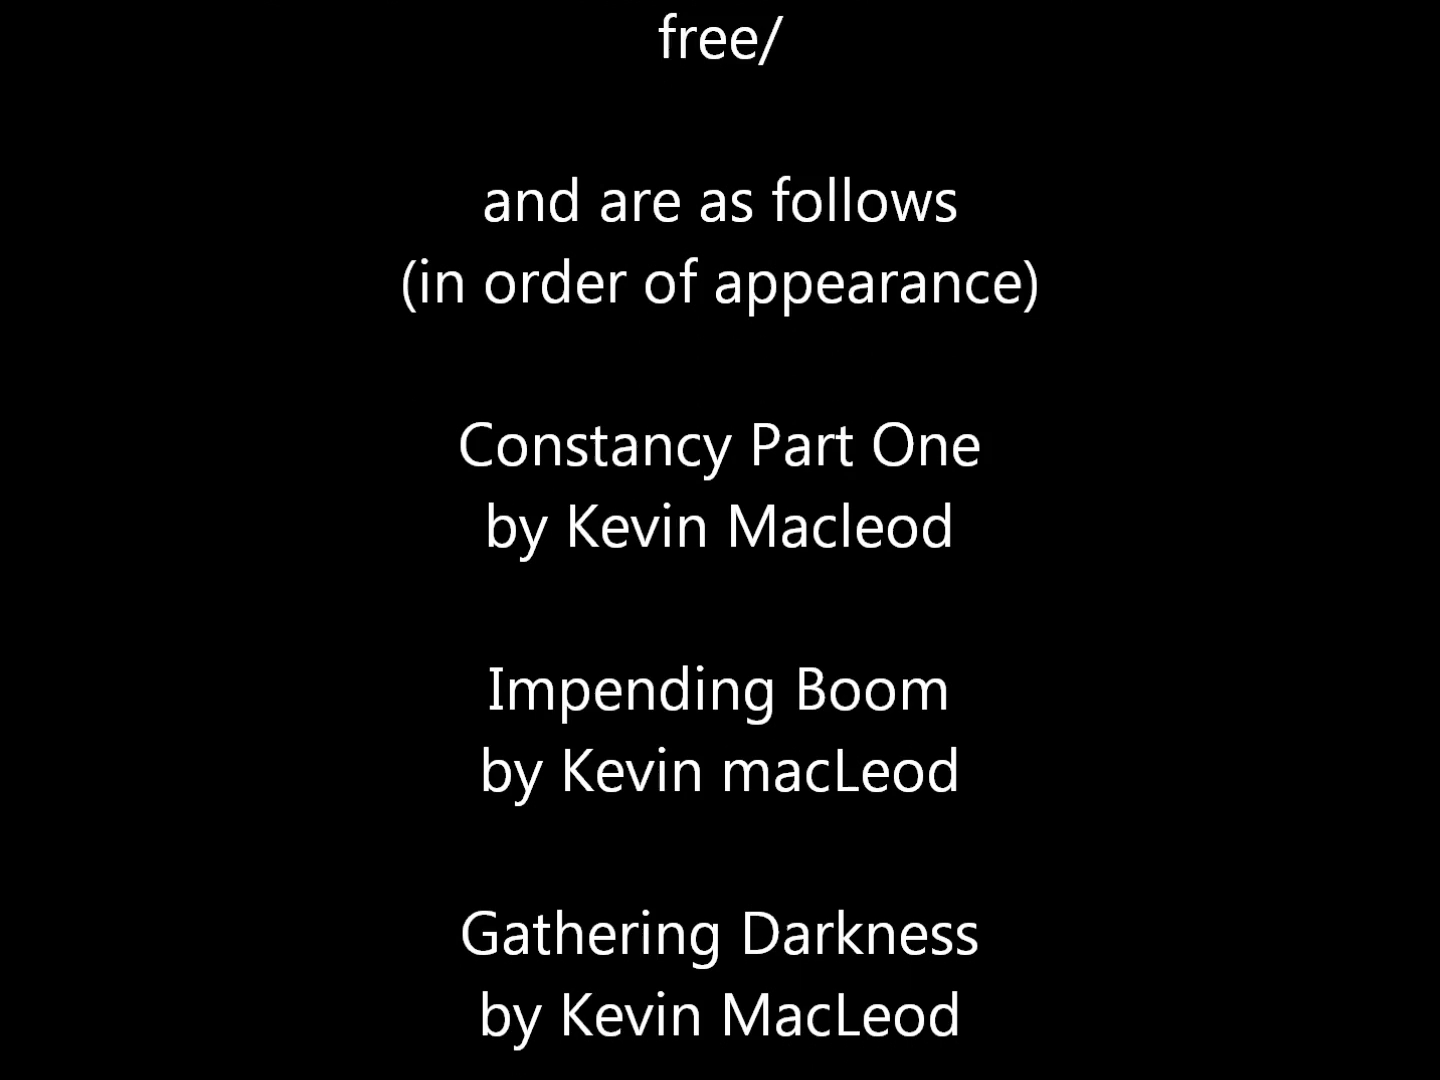 free/
and are as follows
(in order of appearance)
Constancy Part One
by Kevin Macleod
Impending Boom
by Kevin macLeod
Gathering Darkness
by Kevin MacLeod